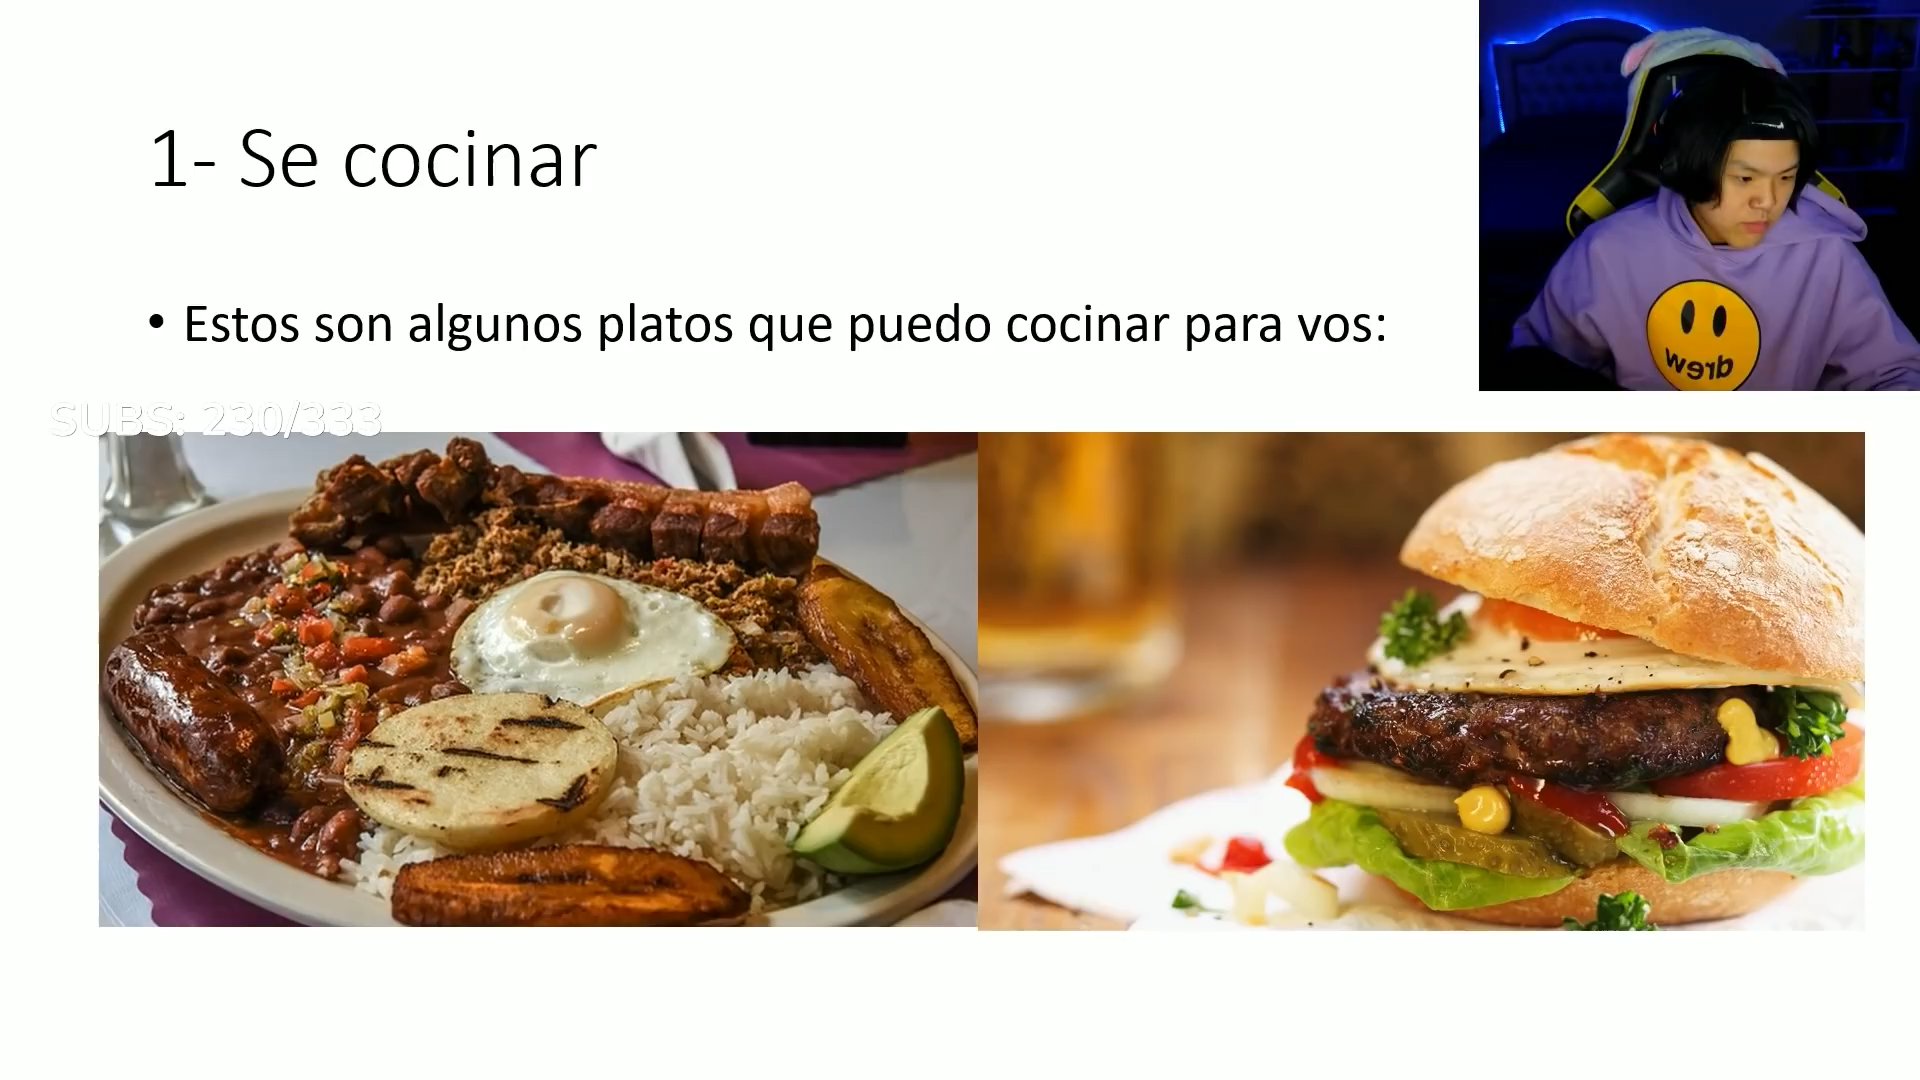 1- Se cocinar
• Estos son algunos platos que puedo cocinar para vos:
SUBS: 230/333
drew